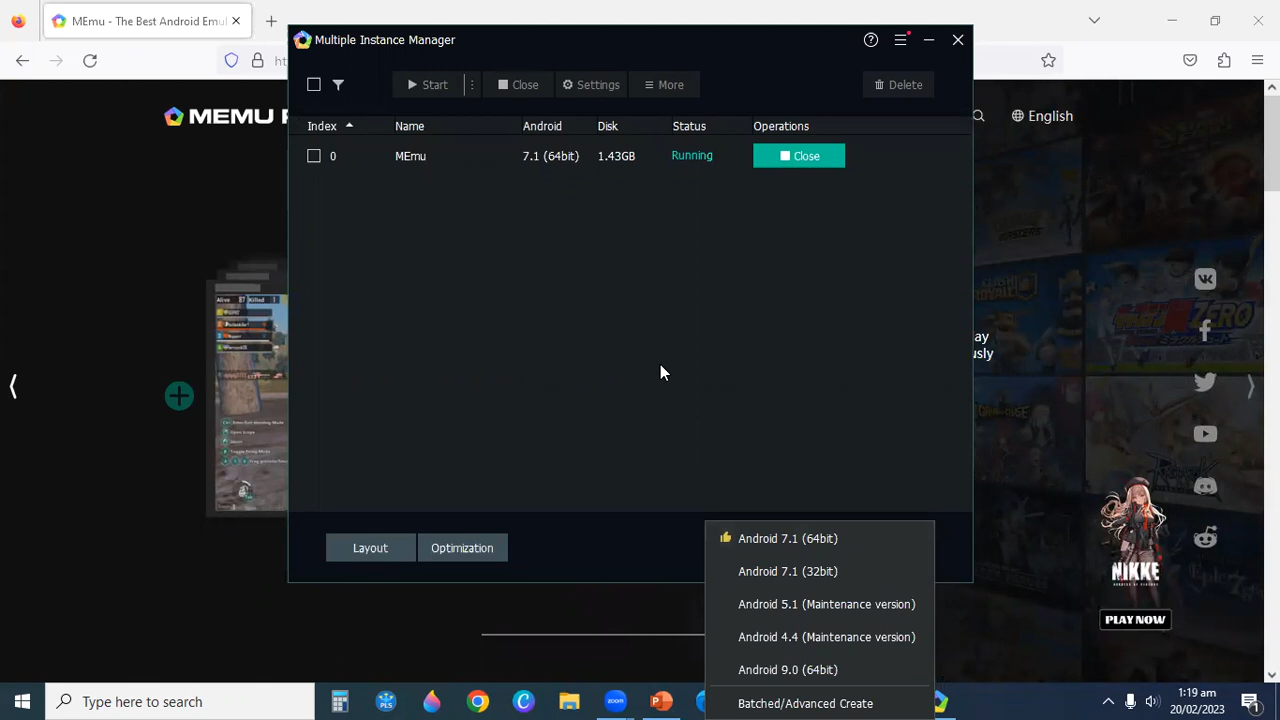 MEmu - The Best Android Emul
Multiple Instance Manager
Start
Close
Settings
More
Delete
Index
Name
Android
Disk
Status
Operations
0
MEmu
7.1 (64bit)
1.43GB
Running
Close
MEMU
English
htt
ay
usly
NIKKE
PLAY NOW
Layout
Optimization
Android 7.1 (64bit)
Android 7.1 (32bit)
Android 5.1 (Maintenance version)
Android 4.4 (Maintenance version)
Android 9.0 (64bit)
Batched/Advanced Create
Type here to search
1:19 am
20/02/2023